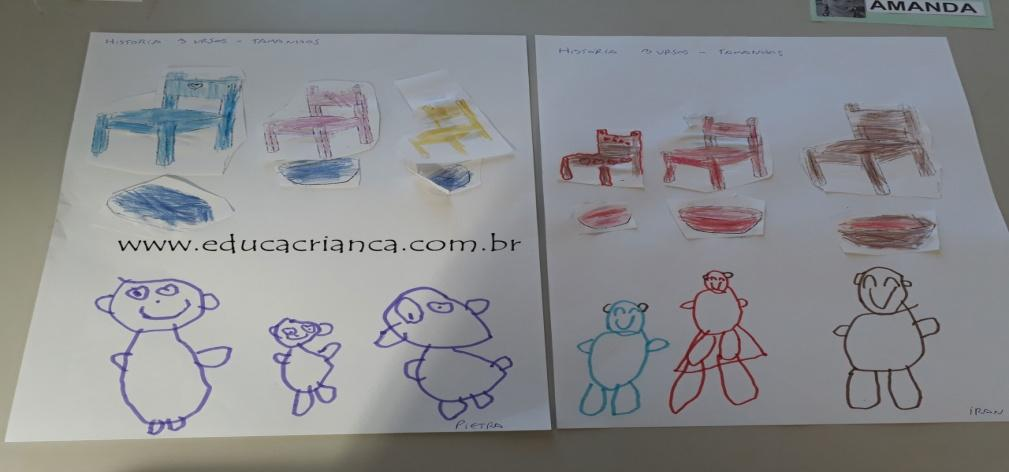 AMANDA
HISTORIA 3 URSOS - TAMANHOS
HISTORIA 3 URSOS - TAMANHOS
www.educacrianca.com.br
PIETRA
IRAN